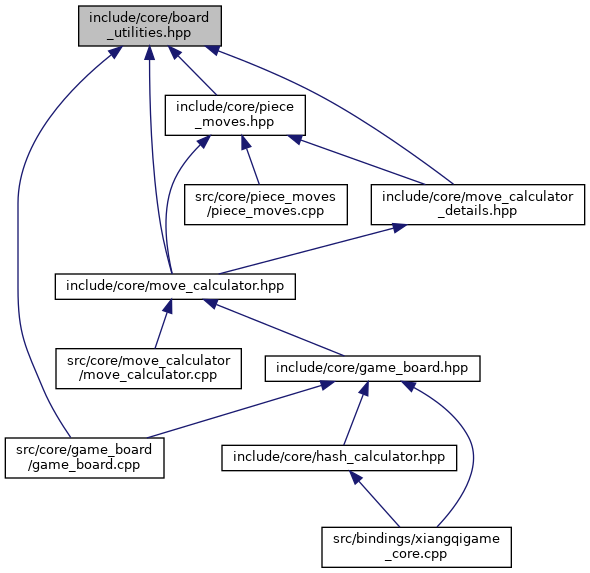 include/core/board
_utilities.hpp
include/core/piece
_moves.hpp
src/core/piece_moves
/piece_moves.cpp
include/core/move_calculator
_details.hpp
include/core/move_calculator.hpp
src/core/move_calculator
/move_calculator.cpp
include/core/game_board.hpp
src/core/game_board
/game_board.cpp
include/core/hash_calculator.hpp
src/bindings/xiangqigame
_core.cpp